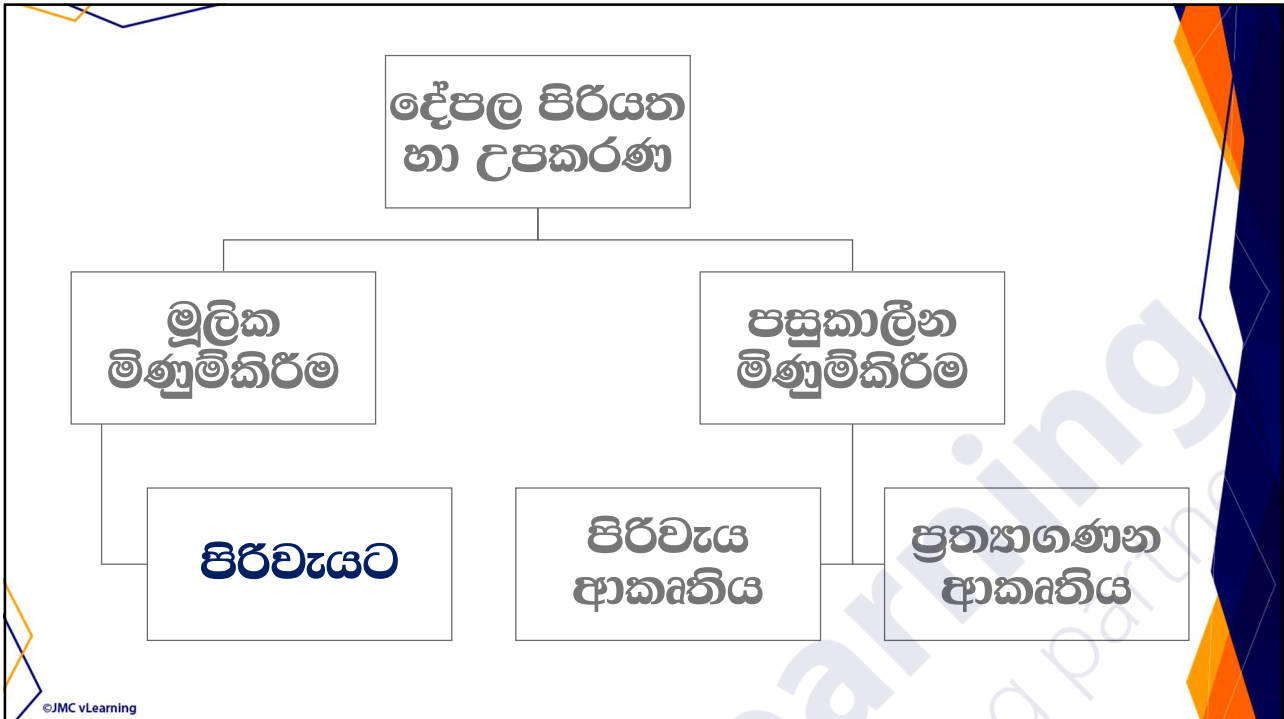 දේපල පිරියත
හා උපකරණ
මූලික
මිණුම්කිරීම
පසුකාලීන
මිණුම්කිරීම
පිරිවැයට
පිරිවැය
ආකෘතිය
ප්‍රත්‍යාගණන
ආකෘතිය
©JMC vLearning